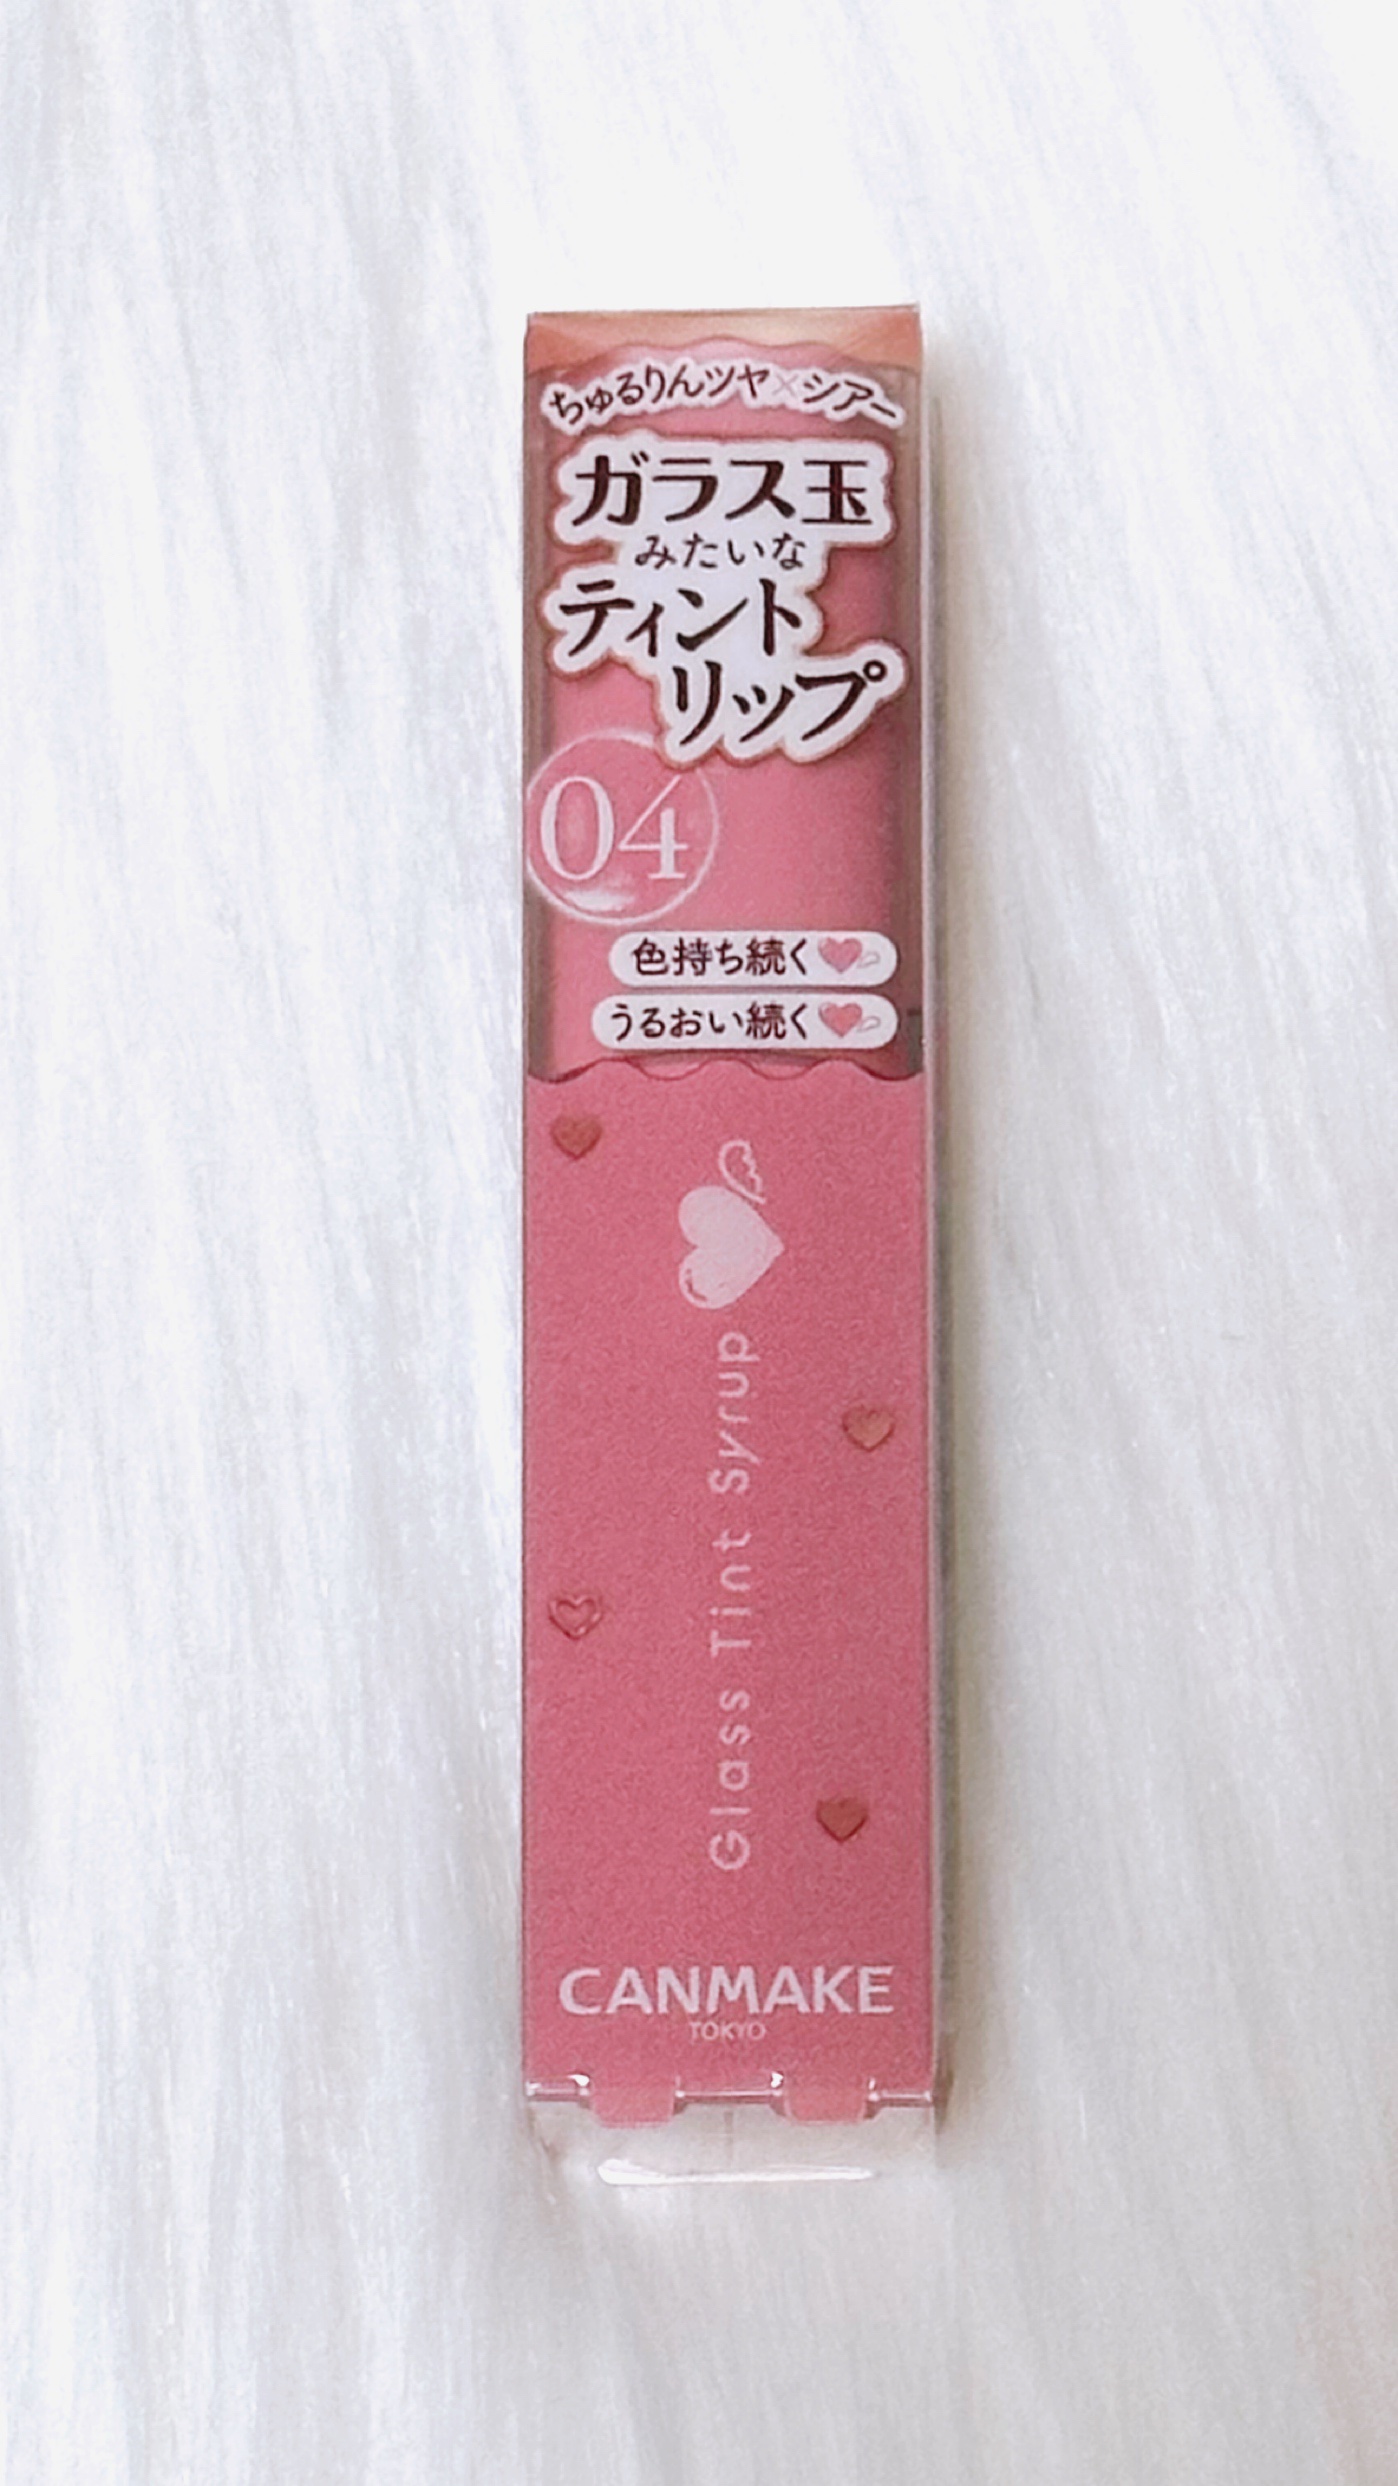 ちゅるりんツヤ×シアー
ガラス玉
みたいな
ティント
リップ
04
色持ち続く
うるおい続く
Glass Tint Syrup
CANMAKE
TOKYO